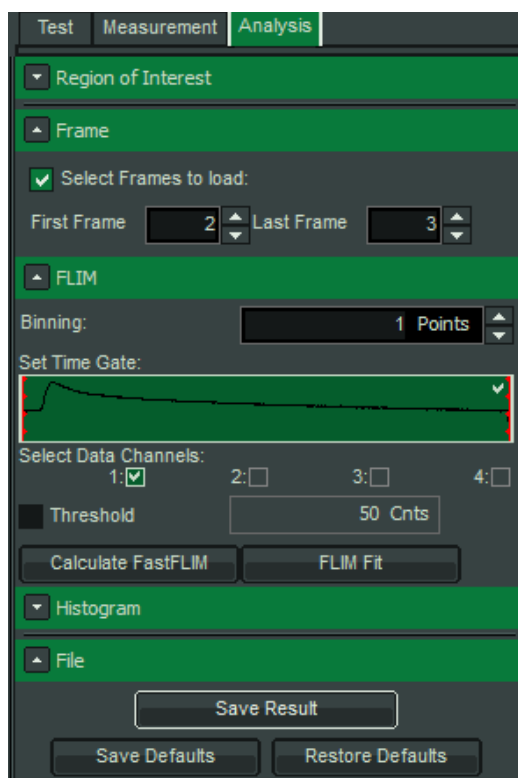 Test Measurement Analysis
Region of Interest
Frame
Select Frames to load:
First Frame 2 Last Frame 3
FLIM
Binning: 1 Points
Set Time Gate:
Select Data Channels:
1: 2: 3: 4:
Threshold 50 Cnts
Calculate FastFLIM FLIM Fit
Histogram
File
Save Result
Save Defaults Restore Defaults